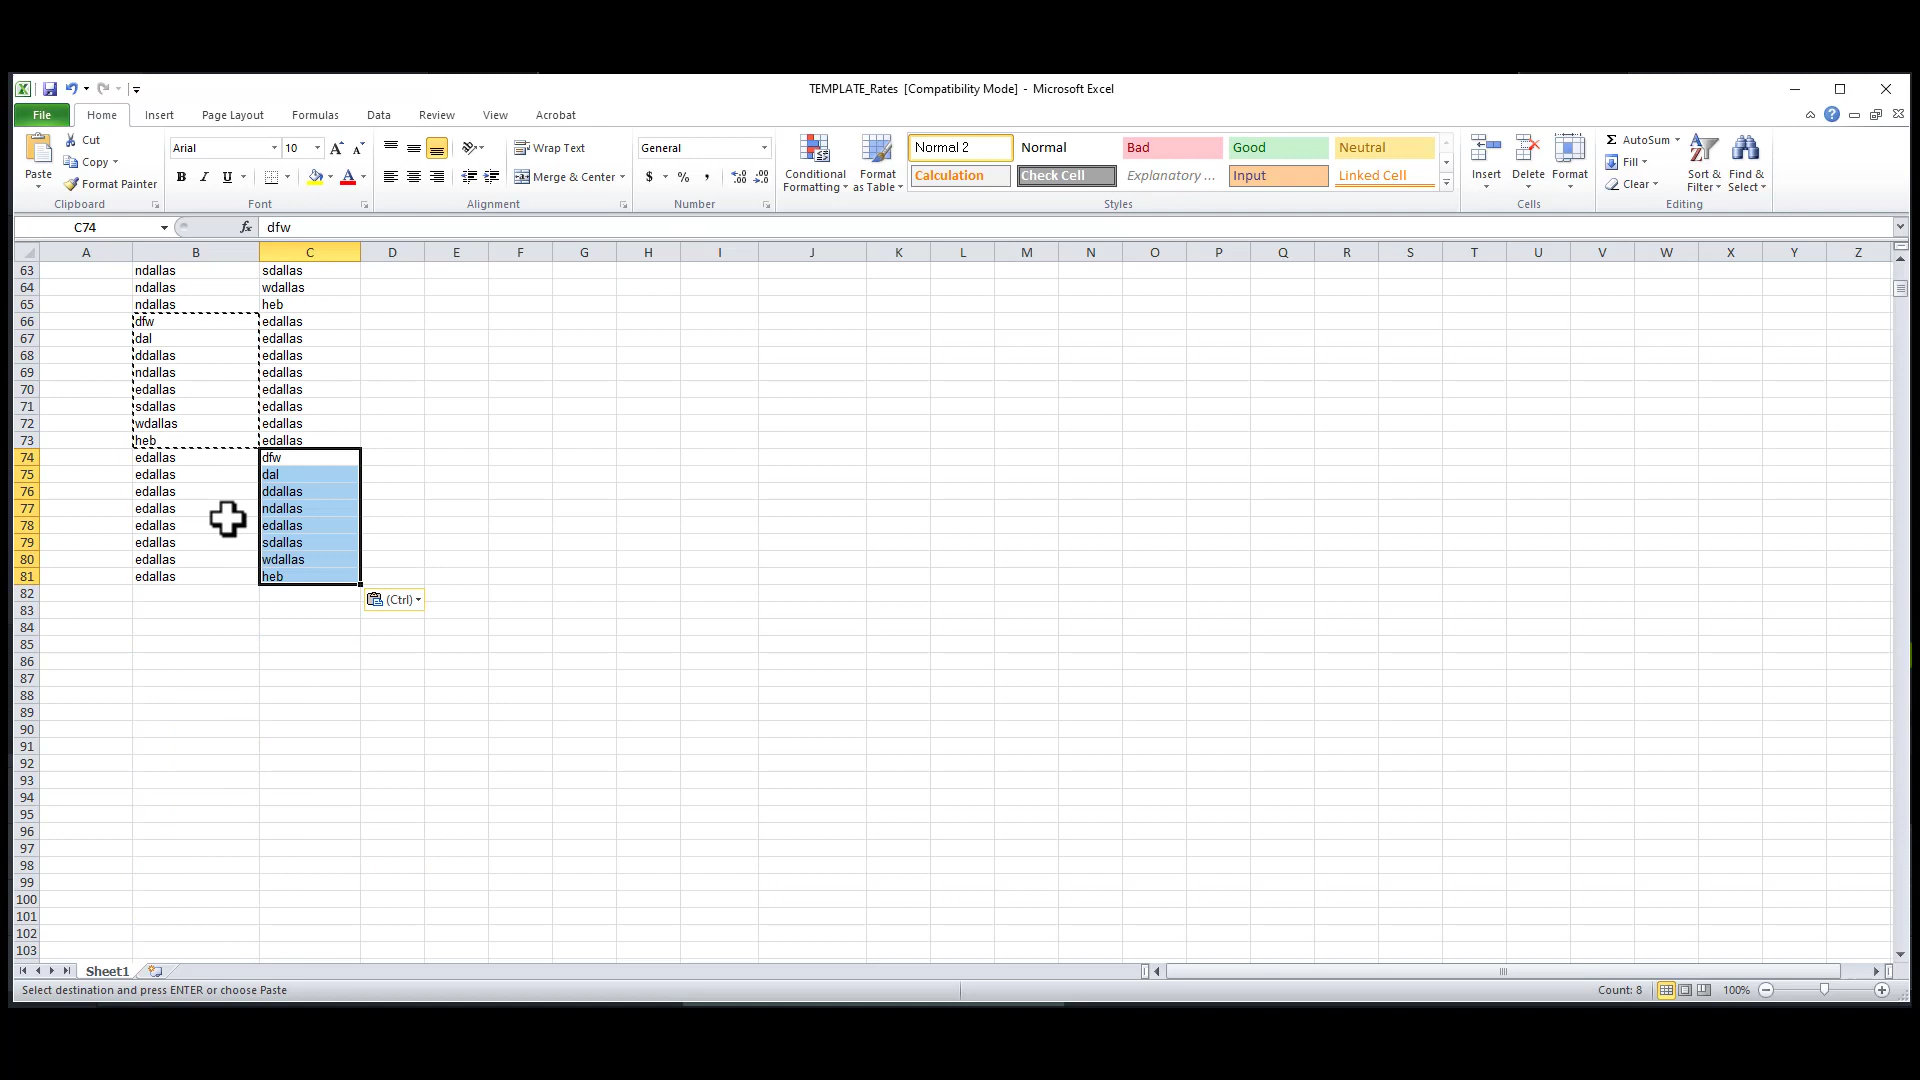 TEMPLATE_Rates [Compatibility Mode] - Microsoft Excel
File Home Insert Page Layout Formulas Data Review View Acrobat
Paste
Cut
Copy
Format Painter
Clipboard
Arial 10
B I U
Font
Wrap Text
Merge & Center
Alignment
General
$ % ,
Number
Conditional Formatting
Format as Table
Normal 2 Normal Bad Good Neutral
Calculation Check Cell Explanatory ... Input Linked Cell
Styles
Insert Delete Format
Cells
AutoSum
Fill
Clear
Sort & Filter
Find & Select
Editing
C74 fx dfw
A B C D E F G H I J K L M N O P Q R S T U V W X Y Z
63 ndallas sdallas
64 ndallas wdallas
65 ndallas heb
66 dfw edallas
67 dal edallas
68 ddallas edallas
69 ndallas edallas
70 edallas edallas
71 sdallas edallas
72 wdallas edallas
73 heb edallas
74 edallas dfw
75 edallas dal
76 edallas ddallas
77 edallas ndallas
78 edallas edallas
79 edallas sdallas
80 edallas wdallas
81 edallas heb
82
(Ctrl)
83
84
85
86
87
88
89
90
91
92
93
94
95
96
97
98
99
100
101
102
103
Sheet1
Select destination and press ENTER or choose Paste Count: 8 100%